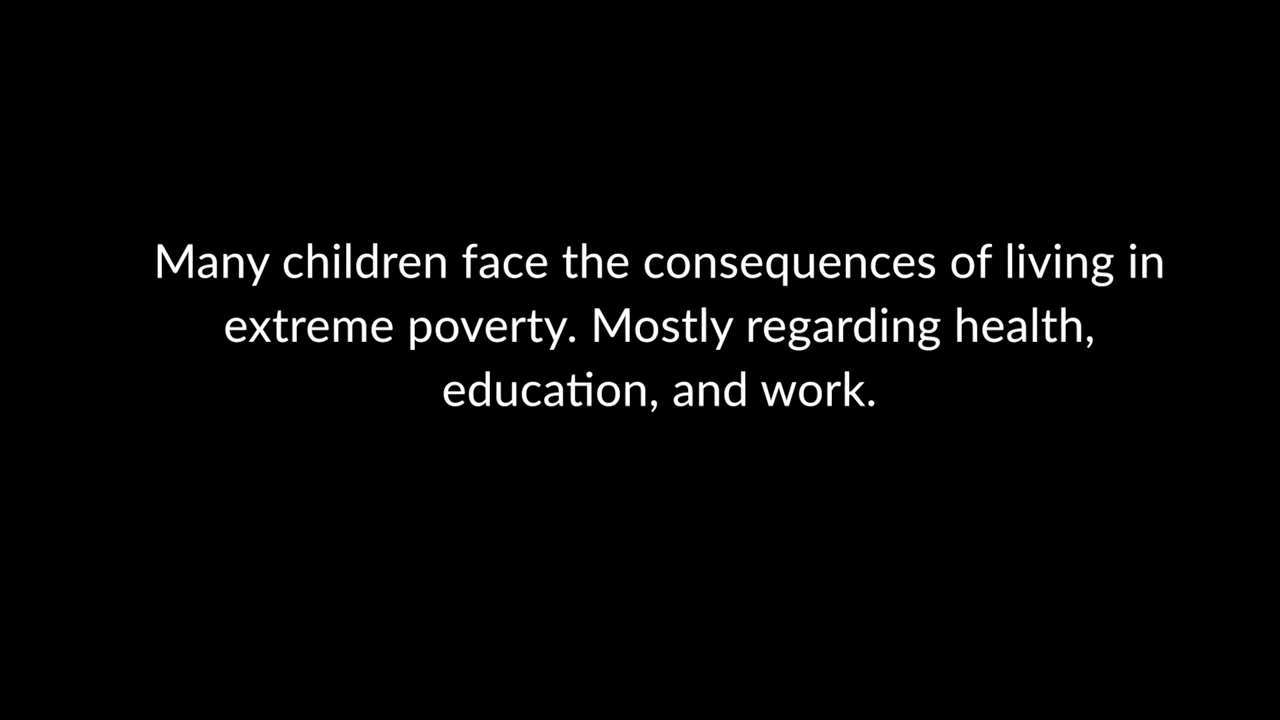 Many children face the consequences of living in
extreme poverty. Mostly regarding health,
education, and work.